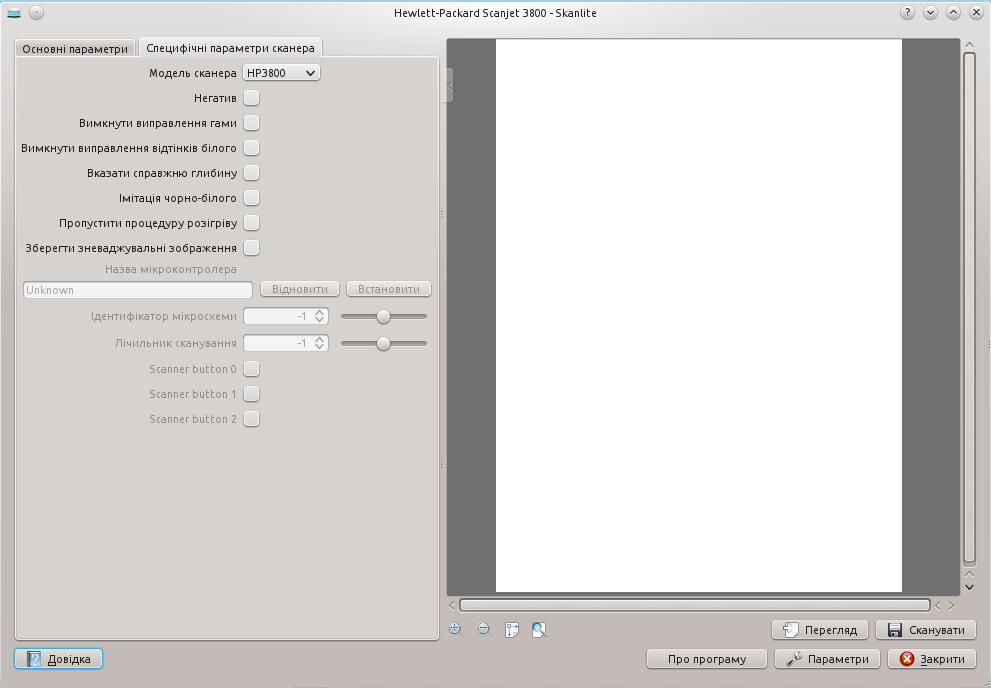 Hewlett-Packard Scanjet 3800 - Skanlite
Основні параметри
Специфічні параметри сканера
Модель сканера HP3800
Негатив
Вимкнути виправлення гами
Вимкнути виправлення відтінків білого
Вказати справжню глибину
Імітація чорно-білого
Пропустити процедуру розігріву
Зберегти зневаджувальні зображення
Назва мікроконтролера
Unknown Відновити Встановити
Ідентифікатор мікросхеми -1
Лічильник сканування -1
Scanner button 0
Scanner button 1
Scanner button 2
Перегляд Сканувати
Довідка Про програму Параметри Закрити